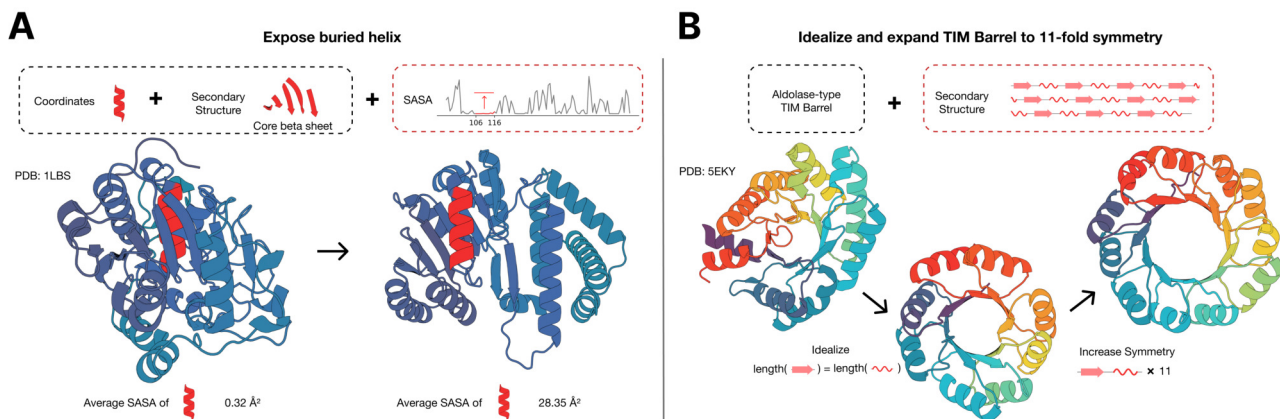 A
Expose buried helix
Coordinates
+
Secondary
Structure
Core beta sheet
+
SASA
106 116
PDB: 1LBS
Average SASA of
0.32 Å²
Average SASA of
28.35 Å²
B
Idealize and expand TIM Barrel to 11-fold symmetry
Aldolase-type
TIM Barrel
+
Secondary
Structure
PDB: 5EKY
Idealize
length( ) = length( )
Increase Symmetry
× 11